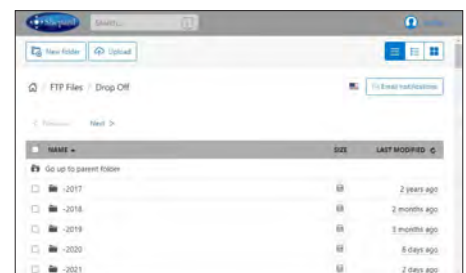 Search...
New folder
Upload
/ FTP Files / Drop Off
Email notifications
< Previous Next >
NAME SIZE LAST MODIFIED
Go up to parent folder
-2017 2 years ago
-2018 2 months ago
-2019 3 months ago
-2020 6 days ago
-2021 2 days ago